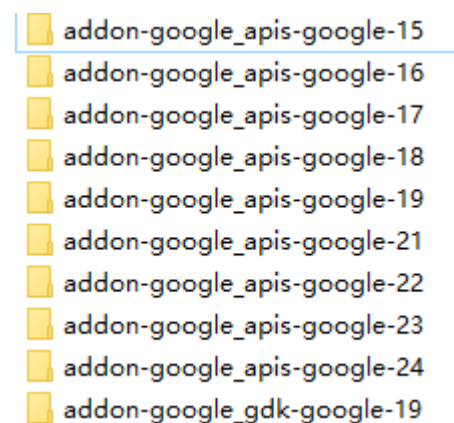 addon-google_apis-google-15
addon-google_apis-google-16
addon-google_apis-google-17
addon-google_apis-google-18
addon-google_apis-google-19
addon-google_apis-google-21
addon-google_apis-google-22
addon-google_apis-google-23
addon-google_apis-google-24
addon-google_gdk-google-19